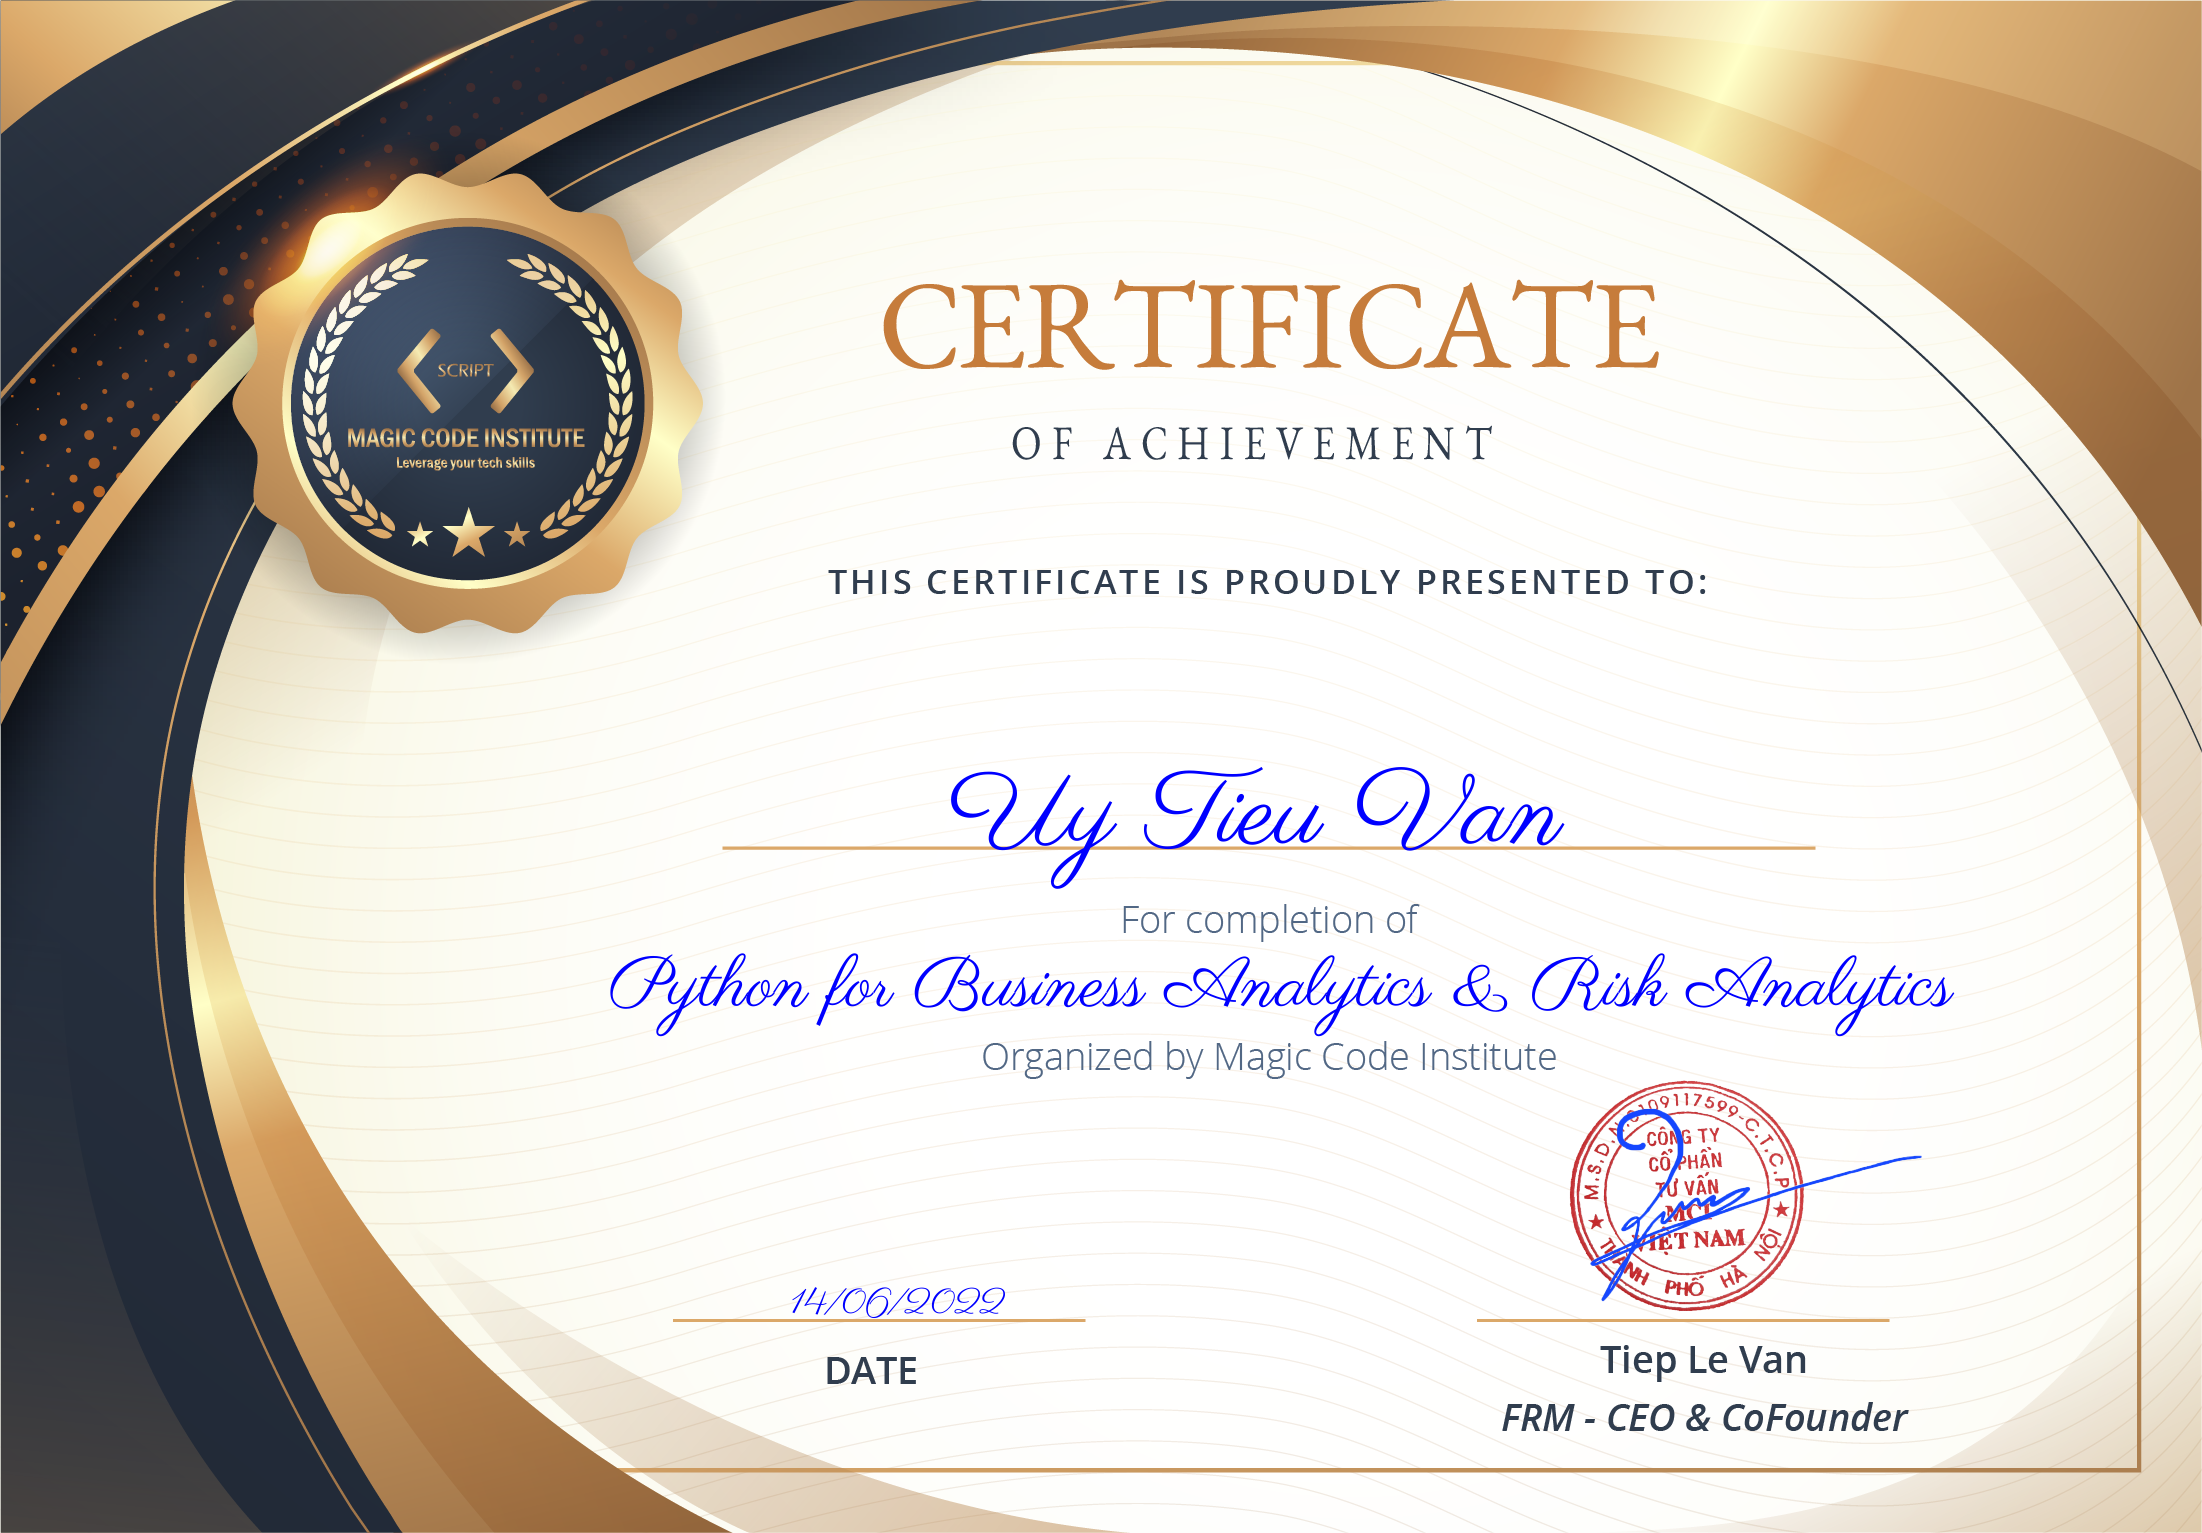 SCRIPT
MAGIC CODE INSTITUTE
Leverage your tech skills
CERTIFICATE
OF ACHIEVEMENT
THIS CERTIFICATE IS PROUDLY PRESENTED TO:
Uy Tieu Van
For completion of
Python for Business Analytics & Risk Analytics
Organized by Magic Code Institute
M.S.D.N:0109117599-C.T.C.P
CÔNG TY
CỔ PHẦN
TƯ VẤN
MCI
VIỆT NAM
THÀNH PHỐ HÀ NỘI
14/06/2022
DATE
Tiep Le Van
FRM - CEO & CoFounder